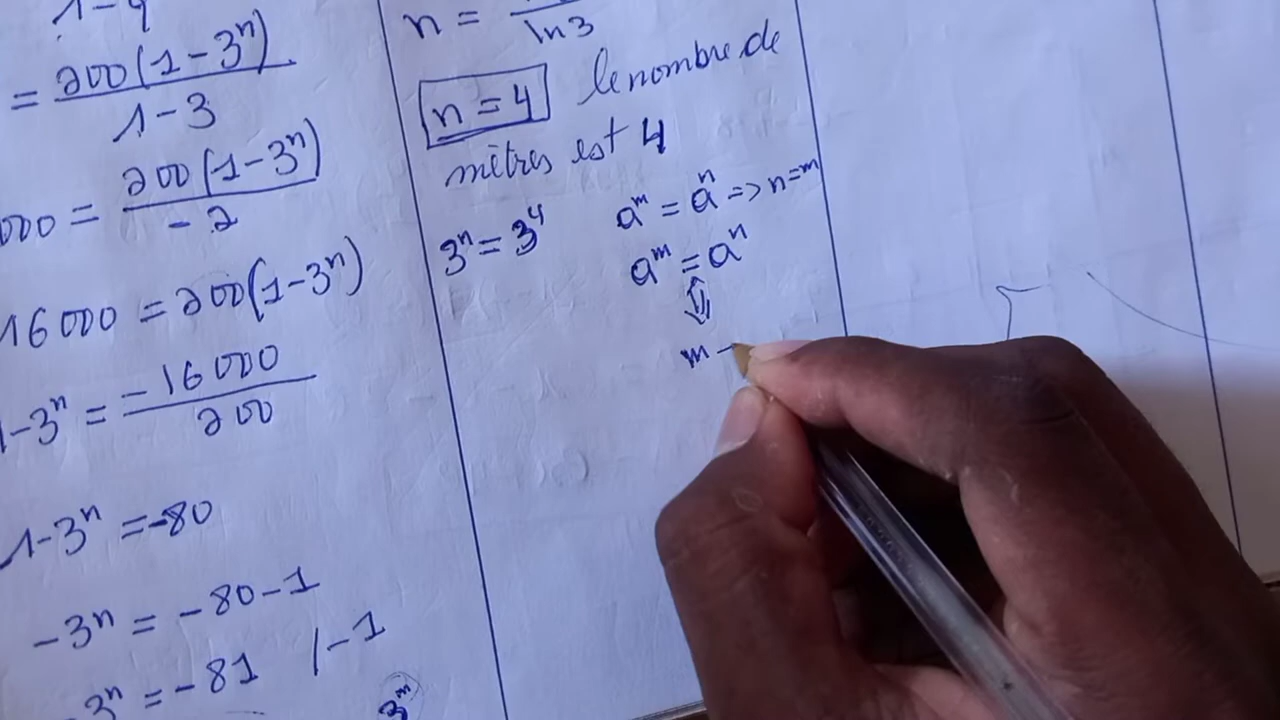 1-q
= 200(1-3ⁿ)
1-3
000 = 200(1-3ⁿ)
-2
16000 = 200(1-3ⁿ)
1-3ⁿ = -16000
200
1-3ⁿ = -80
-3ⁿ = -80-1
3ⁿ = -81 /-1
3ᵐ
n =
ln3
n = 4 le nombre de
mètres est 4
3ⁿ = 3⁴
aᵐ = aⁿ => n=m
aᵐ = aⁿ
⇕
m -